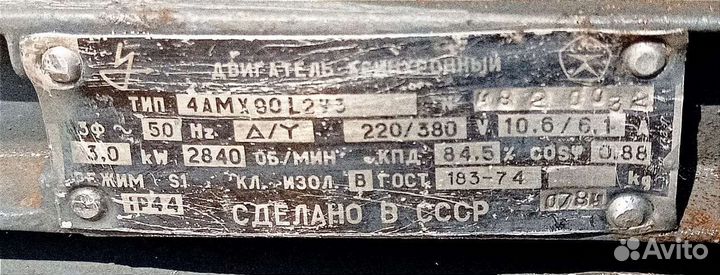 ДВИГАТЕЛЬ АСИНХРОННЫЙ
ТИП 4АМХ90L2У3 №
3Ф ~ 50 Hz Δ/Y 220/380 V 10.6/6.1 A
3,0 kW 2840 ОБ/МИН КПД 84.5 % COSφ 0.88
РЕЖИМ S1 КЛ. ИЗОЛ B ГОСТ 183-74 kg
IP44 СДЕЛАНО В СССР
Avito